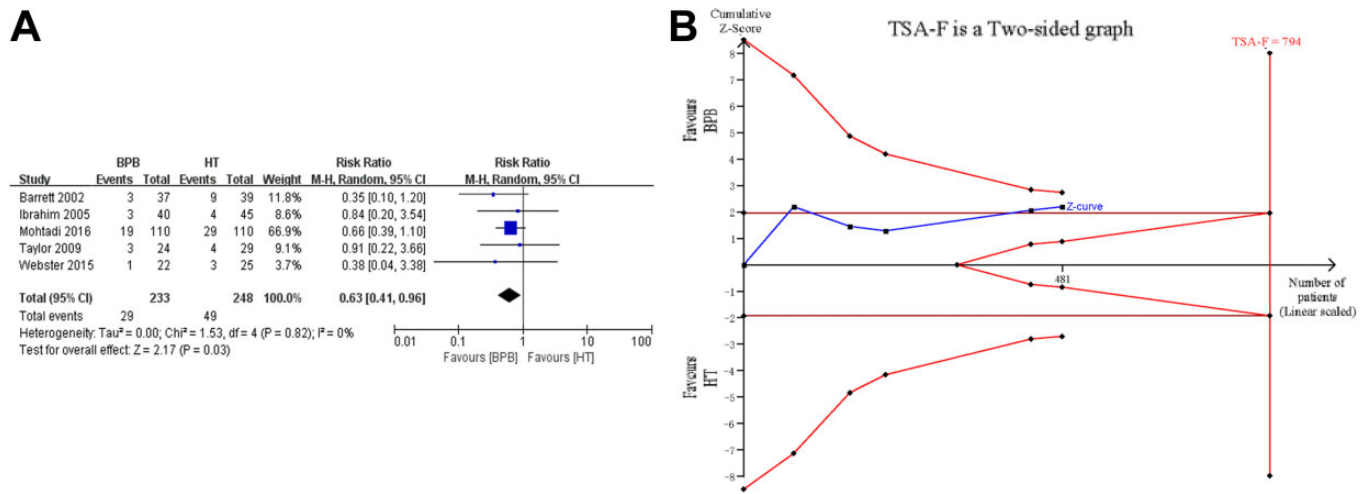 A
BPB HT Risk Ratio Risk Ratio
Study Events Total Events Total Weight M-H, Random, 95% CI M-H, Random, 95% CI
Barrett 2002 3 37 9 39 11.8% 0.35 [0.10, 1.20]
Ibrahim 2005 3 40 4 45 8.6% 0.84 [0.20, 3.54]
Mohtadi 2016 19 110 29 110 66.9% 0.66 [0.39, 1.10]
Taylor 2009 3 24 4 29 9.1% 0.91 [0.22, 3.66]
Webster 2015 1 22 3 25 3.7% 0.38 [0.04, 3.38]
Total (95% CI) 233 248 100.0% 0.63 [0.41, 0.96]
Total events 29 49
Heterogeneity: Tau² = 0.00; Chi² = 1.53, df = 4 (P = 0.82); I² = 0%
Test for overall effect: Z = 2.17 (P = 0.03)
0.01 0.1 1 10 100
Favours [BPB] Favours [HT]
B
Cumulative
Z-Score
TSA-F is a Two-sided graph
TSA-F = 794
8
7
6
5
4
3
2
1
-1
-2
-3
-4
-5
-6
-7
-8
Favours
BPB
Favours
HT
Z-curve
481
Number of
patients
(Linear scaled)